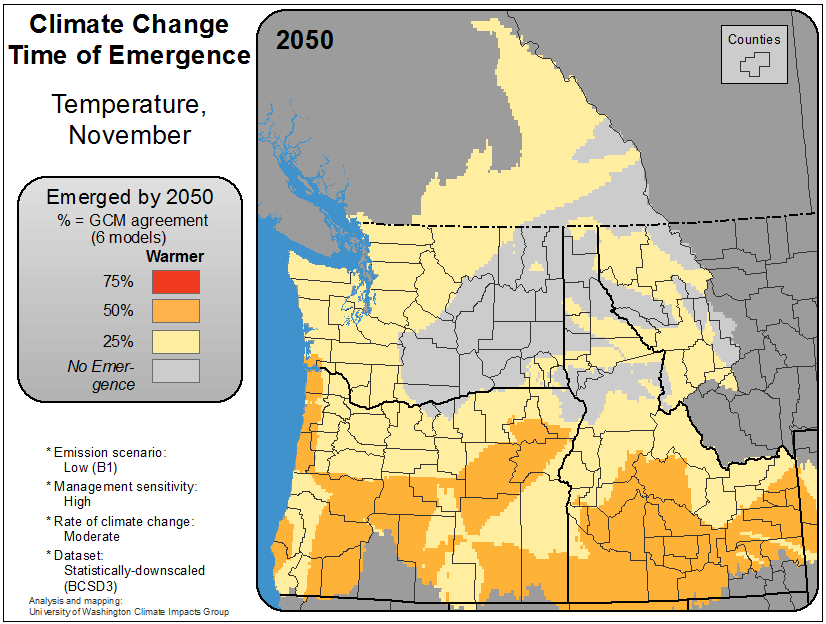 Climate Change
Time of Emergence
Temperature,
November
Emerged by 2050
% = GCM agreement
(6 models)
Warmer
75%
50%
25%
No Emer-
gence
* Emission scenario:
Low (B1)
* Management sensitivity:
High
* Rate of climate change:
Moderate
* Dataset:
Statistically-downscaled
(BCSD3)
Analysis and mapping:
University of Washington Climate Impacts Group
2050
Counties